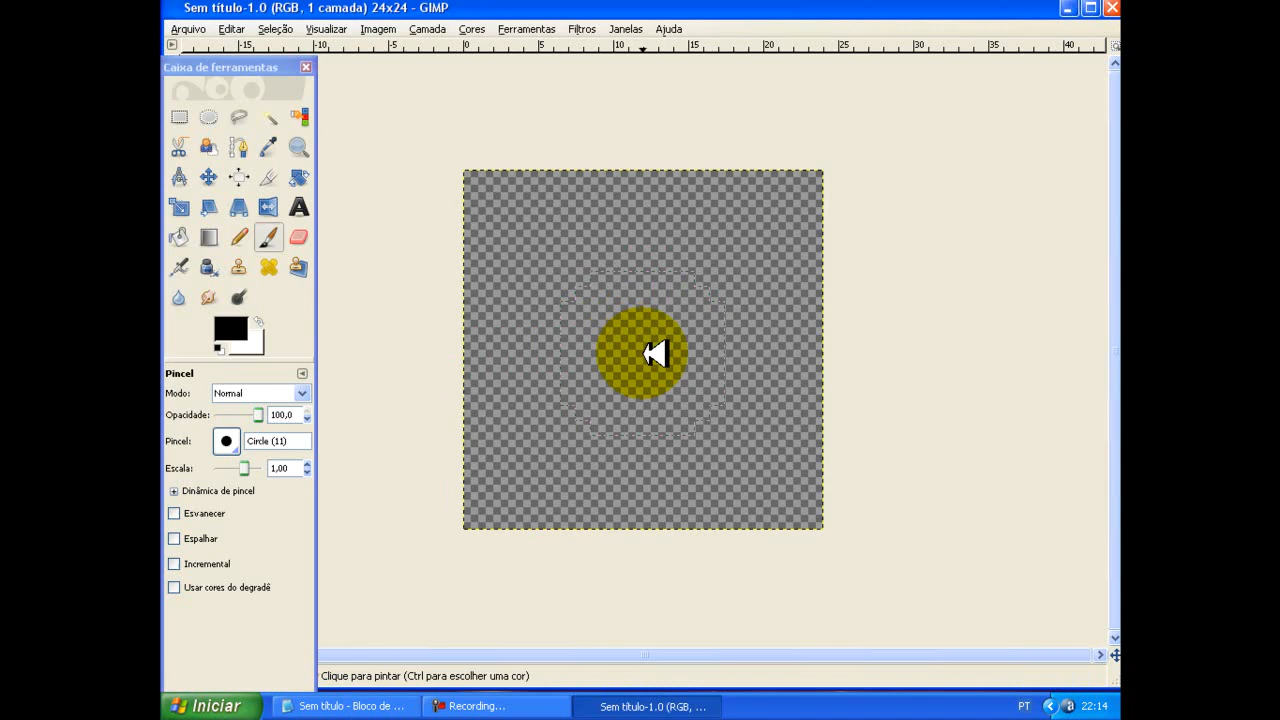 Sem título-1.0 (RGB, 1 camada) 24x24 – GIMP
Arquivo Editar Seleção Visualizar Imagem Camada Cores Ferramentas Filtros Janelas Ajuda
-15 -10 -5 0 5 10 15 20 25 30 35 40
Caixa de ferramentas
Pincel
Modo: Normal
Opacidade: 100,0
Pincel: Circle (11)
Escala: 1,00
Dinâmica de pincel
Esvanecer
Espalhar
Incremental
Usar cores do degradê
Clique para pintar (Ctrl para escolher uma cor)
Iniciar Sem título - Bloco de ... Recording... Sem título-1.0 (RGB, ... PT 22:14